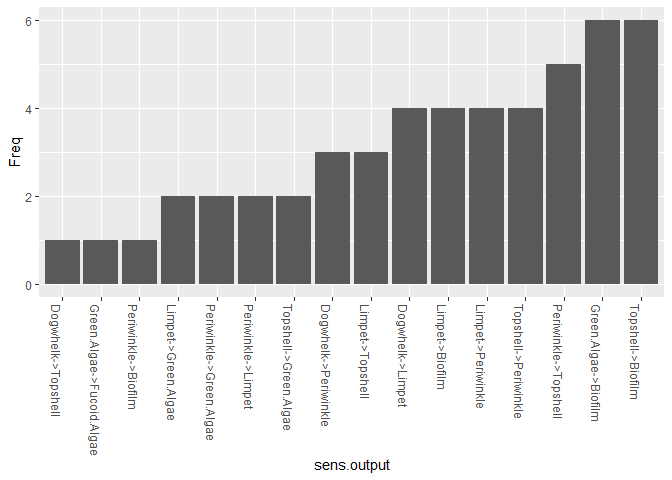 6
4
2
0
Freq
Dogwhelk->Topshell
Green.Algae->Fucoid.Algae
Periwinkle->Biofilm
Limpet->Green.Algae
Periwinkle->Green.Algae
Periwinkle->Limpet
Topshell->Green.Algae
Dogwhelk->Periwinkle
Limpet->Topshell
Dogwhelk->Limpet
Limpet->Biofilm
Limpet->Periwinkle
Topshell->Periwinkle
Periwinkle->Topshell
Green.Algae->Biofilm
Topshell->Biofilm
sens.output